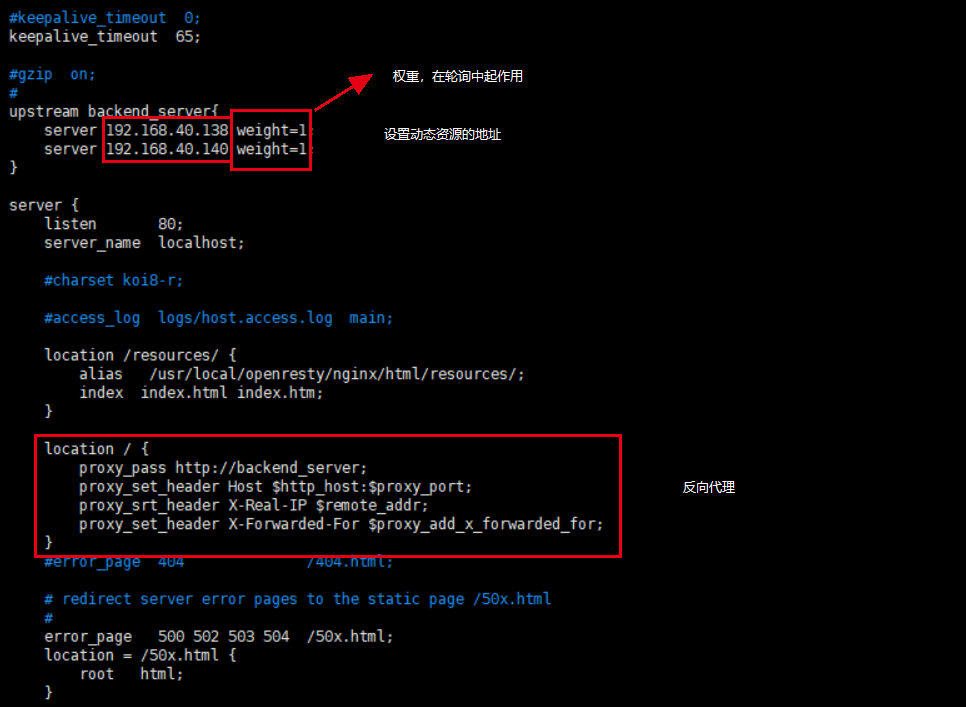 #keepalive_timeout  0;
keepalive_timeout  65;
#gzip  on;
权重，在轮询中起作用
#
upstream backend_server{
server 192.168.40.138 weight=1;
设置动态资源的地址
server 192.168.40.140 weight=1;
}
server {
listen       80;
server_name  localhost;
#charset koi8-r;
#access_log  logs/host.access.log  main;
location /resources/ {
alias   /usr/local/openresty/nginx/html/resources/;
index  index.html index.htm;
}
location / {
proxy_pass http://backend_server;
proxy_set_header Host $http_host:$proxy_port;
反向代理
proxy_srt_header X-Real-IP $remote_addr;
proxy_set_header X-Forwarded-For $proxy_add_x_forwarded_for;
}
#error_page  404              /404.html;
# redirect server error pages to the static page /50x.html
#
error_page   500 502 503 504  /50x.html;
location = /50x.html {
root   html;
}